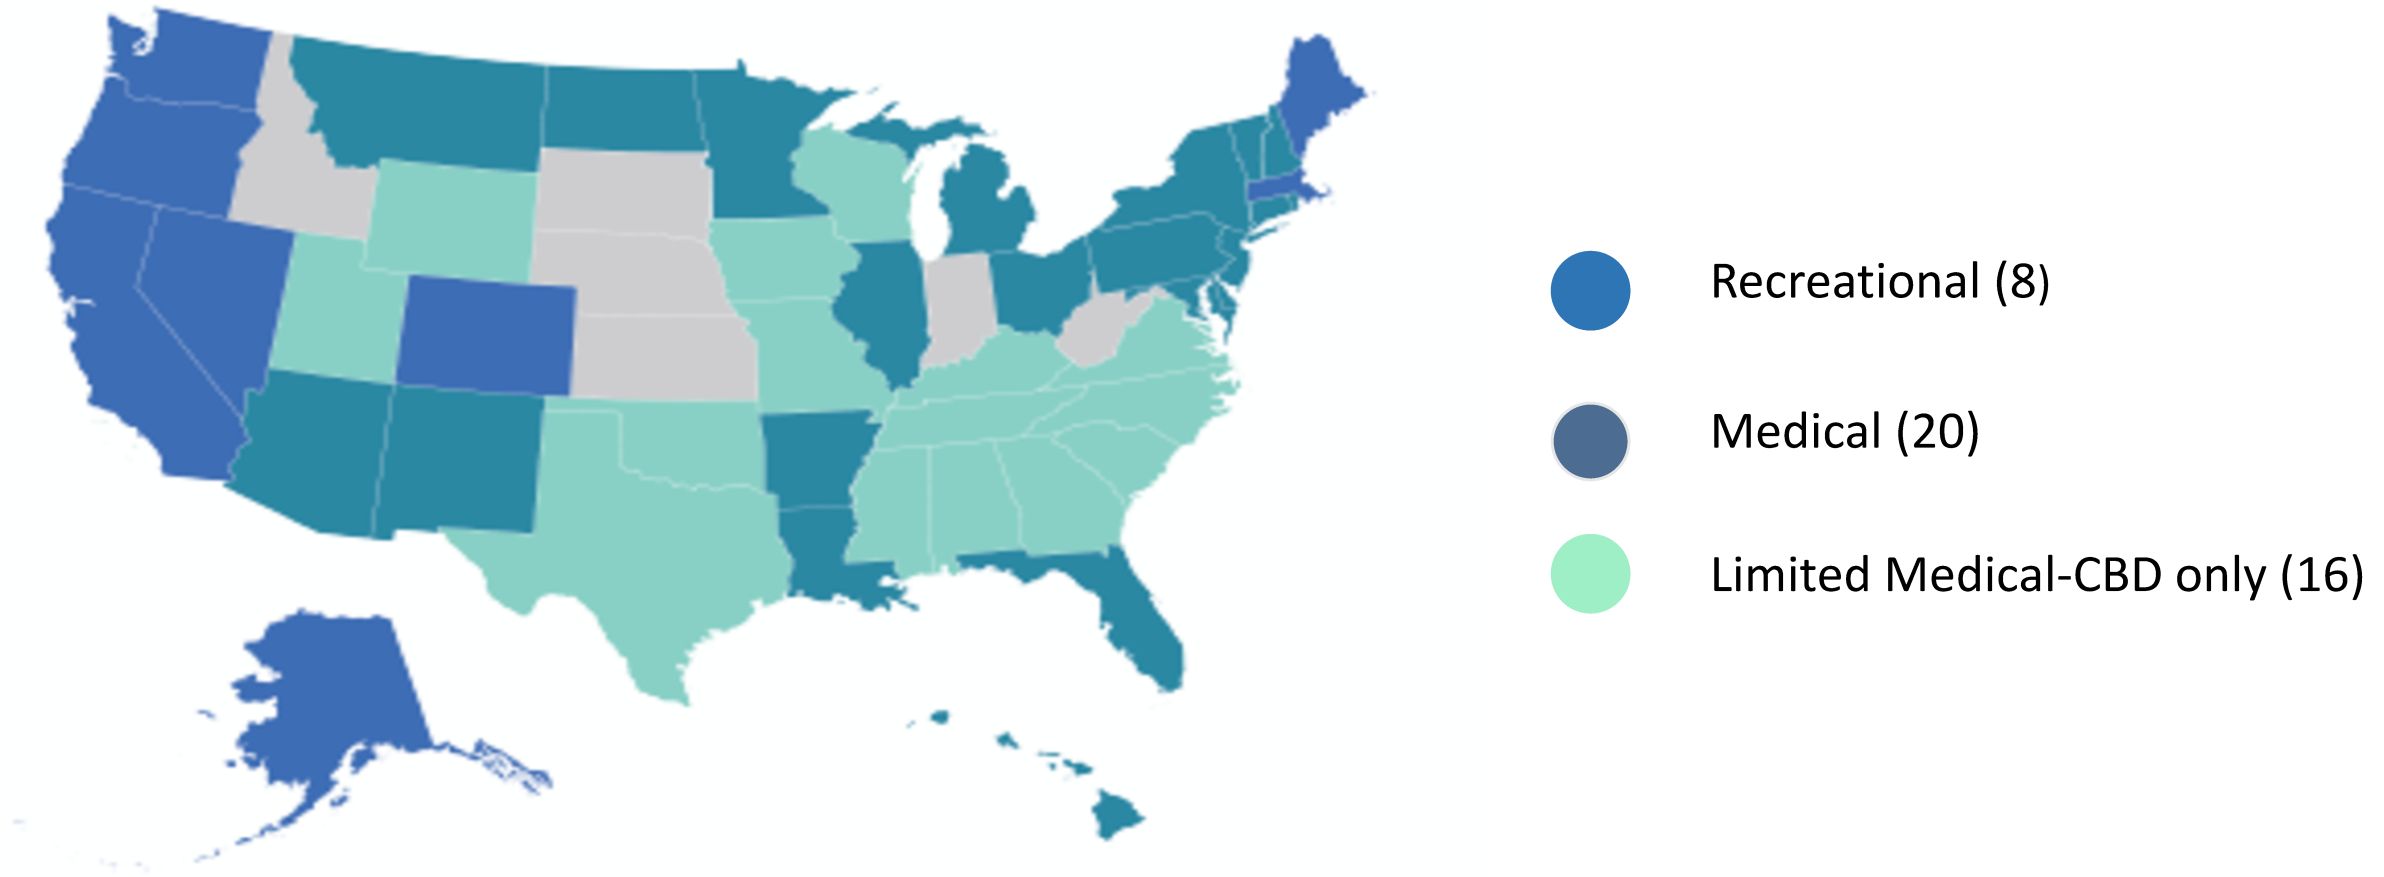 Recreational (8)
Medical (20)
Limited Medical-CBD only (16)